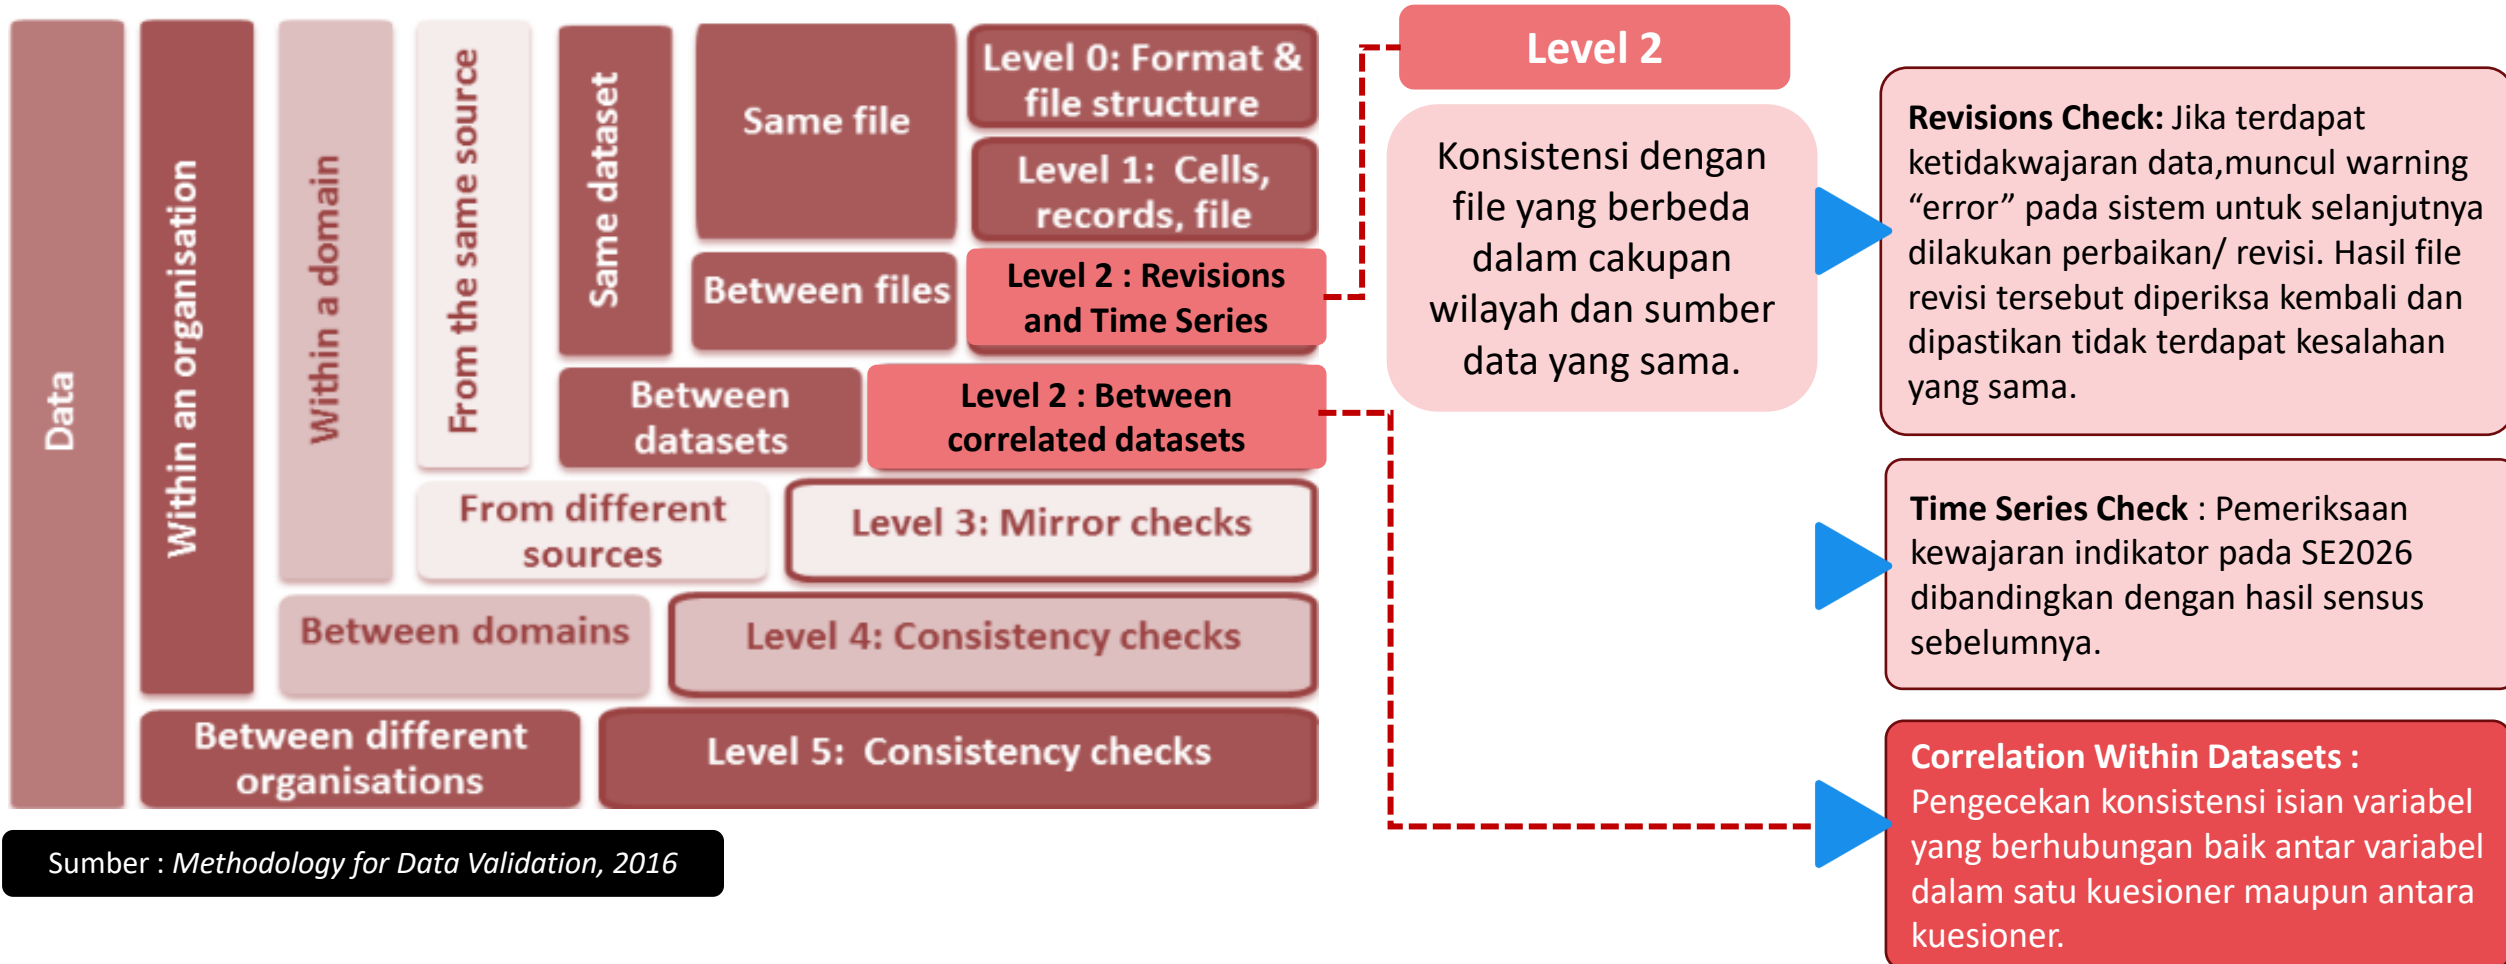 Data
Within an organisation
Within a domain
From the same source
Same dataset
Same file
Level 0: Format &
file structure
Level 1: Cells,
records, file
Between files
Level 2 : Revisions
and Time Series
Between
datasets
Level 2 : Between
correlated datasets
From different
sources
Level 3: Mirror checks
Between domains
Level 4: Consistency checks
Between different
organisations
Level 5: Consistency checks
Sumber : Methodology for Data Validation, 2016
Level 2
Konsistensi dengan
file yang berbeda
dalam cakupan
wilayah dan sumber
data yang sama.
Revisions Check: Jika terdapat
ketidakwajaran data,muncul warning
“error” pada sistem untuk selanjutnya
dilakukan perbaikan/ revisi. Hasil file
revisi tersebut diperiksa kembali dan
dipastikan tidak terdapat kesalahan
yang sama.
Time Series Check : Pemeriksaan
kewajaran indikator pada SE2026
dibandingkan dengan hasil sensus
sebelumnya.
Correlation Within Datasets :
Pengecekan konsistensi isian variabel
yang berhubungan baik antar variabel
dalam satu kuesioner maupun antara
kuesioner.